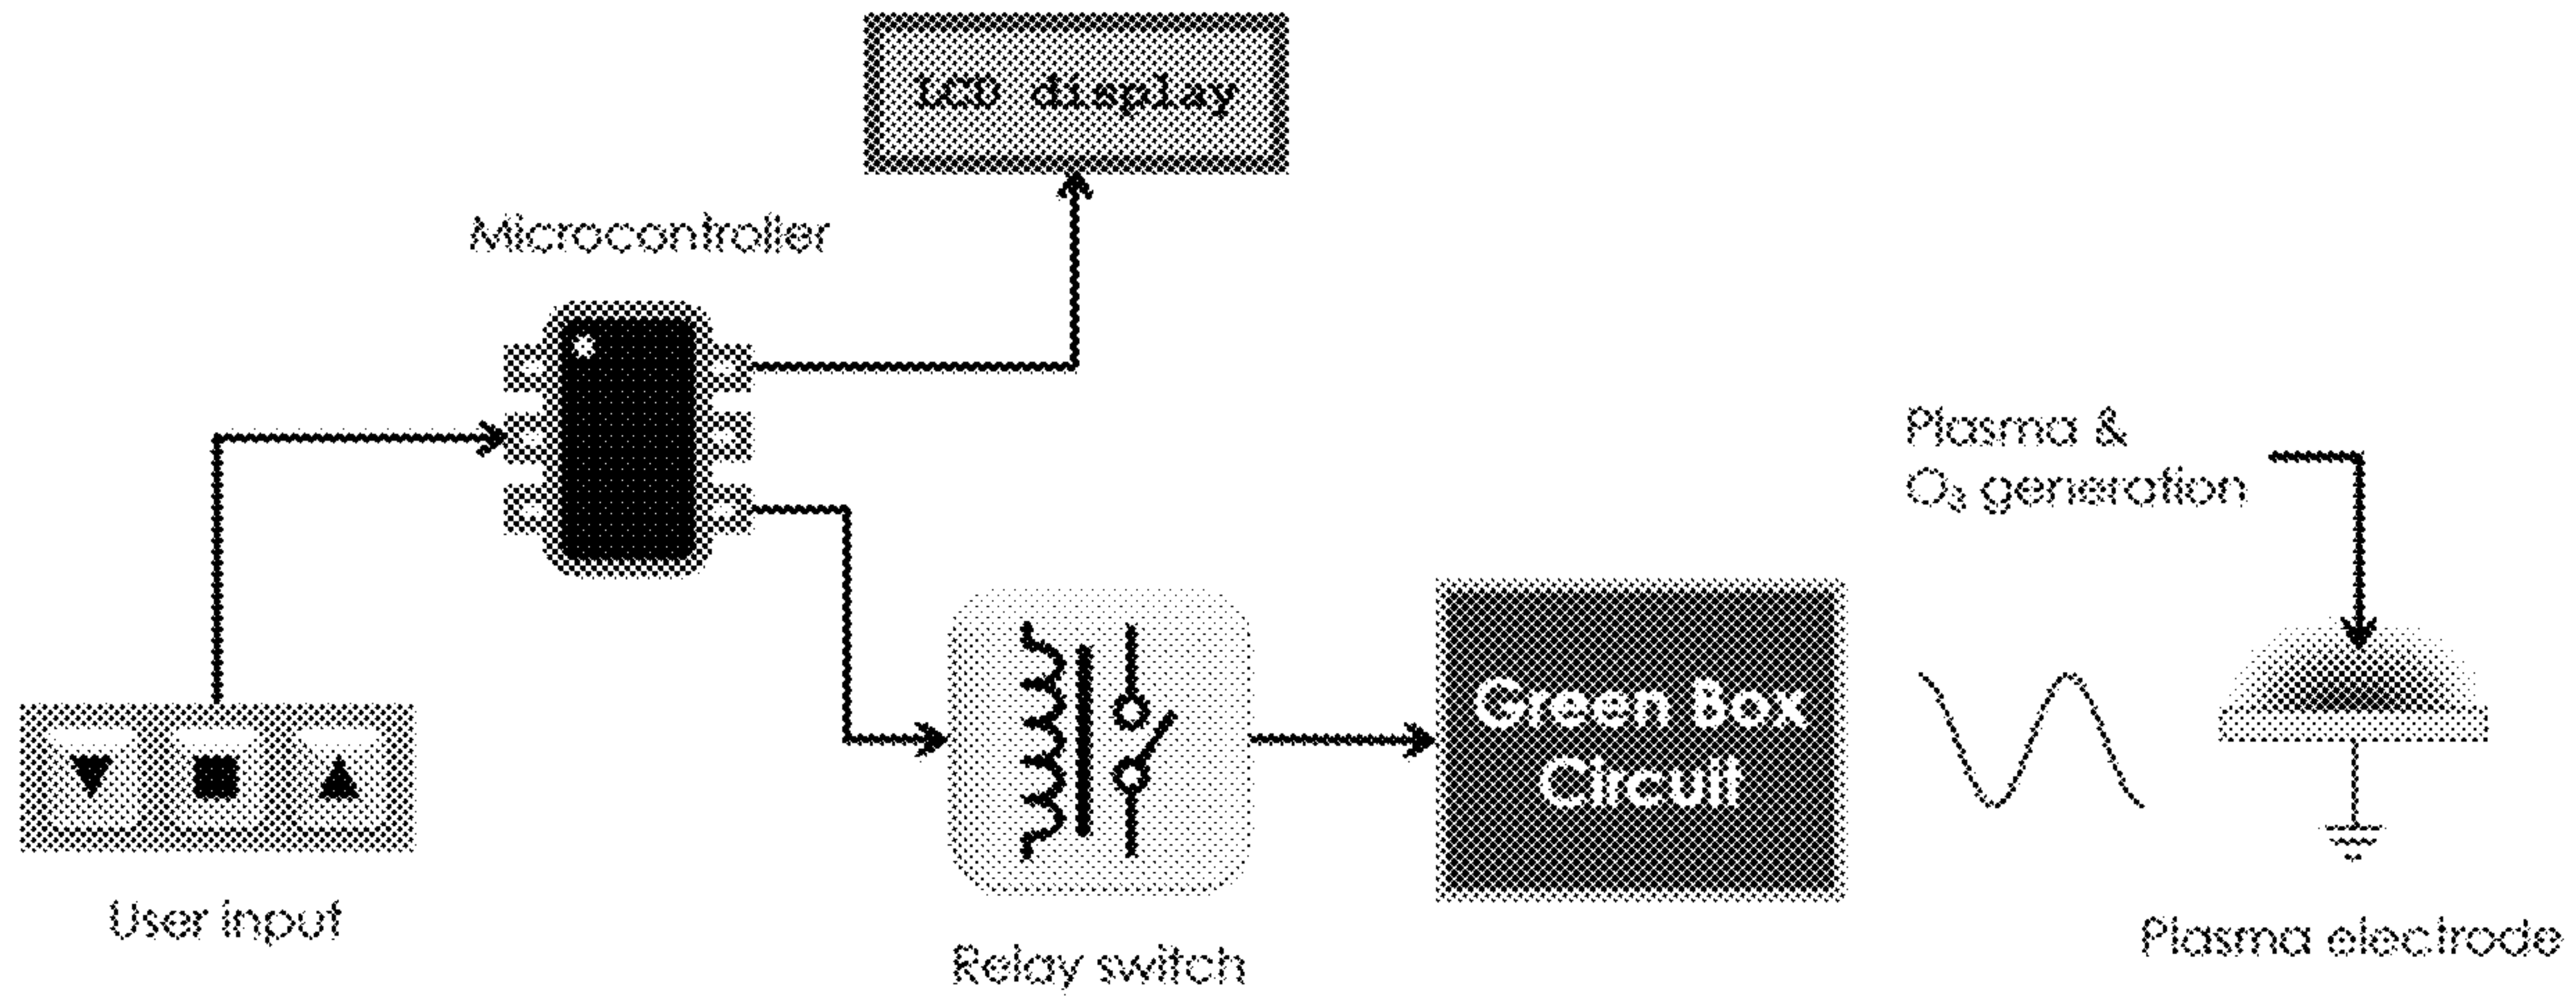 LCD display
Microcontroller
Plasma &
O₃ generation
Green Box
Circuit
User input
Relay switch
Plasma electrode